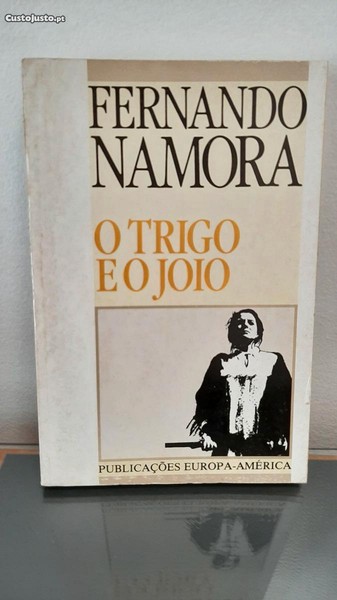 CustoJusto.pt
FERNANDO
NAMORA
O TRIGO
E O JOIO
PUBLICAÇÕES EUROPA-AMÉRICA